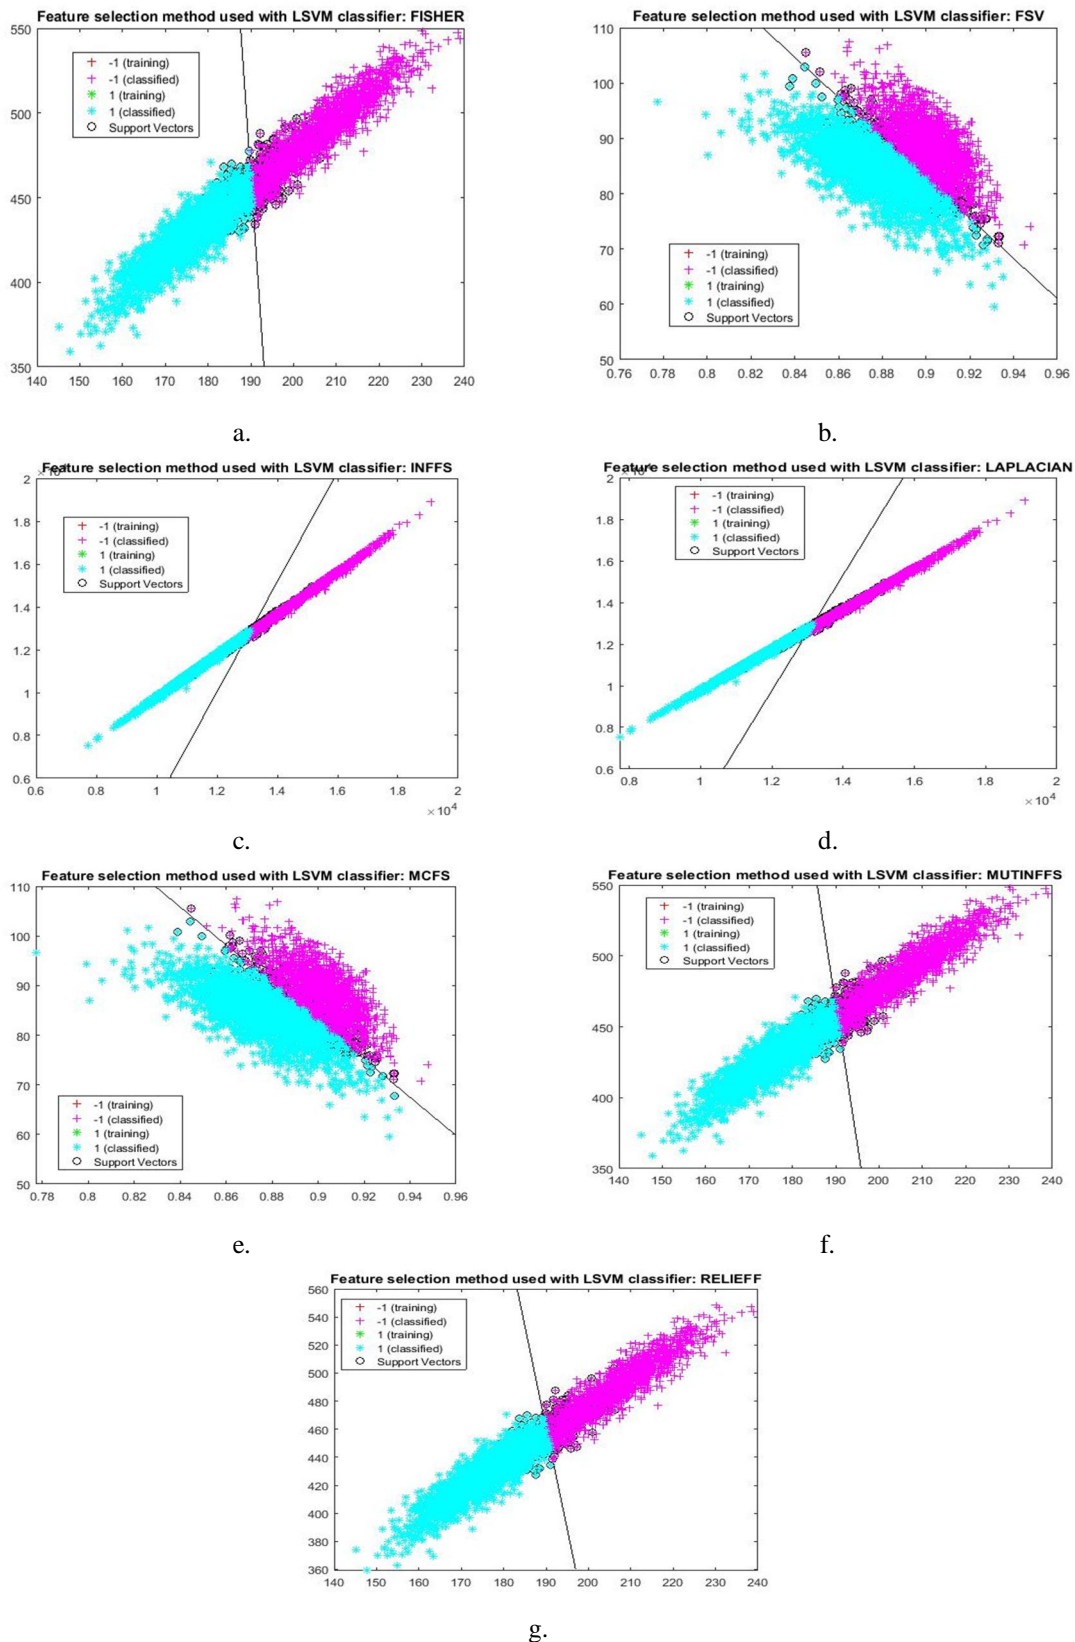 Feature selection method used with LSVM classifier: FISHER
550
500
450
400
350
140 150 160 170 180 190 200 210 220 230 240
-1 (training)
-1 (classified)
1 (training)
1 (classified)
Support Vectors
a.
Feature selection method used with LSVM classifier: FSV
110
100
90
80
70
60
50
0.76 0.8 0.82 0.84 0.86 0.88 0.9 0.92 0.94 0.96
-1 (training)
-1 (classified)
1 (training)
1 (classified)
Support Vectors
b.
Feature selection method used with LSVM classifier: INFFS
2
1.8
1.6
1.4
1.2
1
0.8
0.6
0.6 0.8 1 1.2 1.4 1.6 1.8 2
× 10⁴
-1 (training)
-1 (classified)
1 (training)
1 (classified)
Support Vectors
c.
Feature selection method used with LSVM classifier: LAPLACIAN
2
1.8
1.6
1.4
1.2
1
0.8
0.6
0.8 1 1.2 1.4 1.6 1.8 2
× 10⁴
-1 (training)
-1 (classified)
1 (training)
1 (classified)
Support Vectors
d.
Feature selection method used with LSVM classifier: MCFS
110
100
90
80
70
60
50
0.78 0.8 0.84 0.86 0.88 0.9 0.92 0.94 0.96
-1 (training)
-1 (classified)
1 (training)
1 (classified)
Support Vectors
e.
Feature selection method used with LSVM classifier: MUTINFFS
550
500
450
400
350
140 150 160 170 180 190 200 210 220 230 240
-1 (training)
-1 (classified)
1 (training)
1 (classified)
Support Vectors
f.
Feature selection method used with LSVM classifier: RELIEFF
560
540
520
500
480
460
440
420
400
380
360
140 150 160 170 180 190 200 210 220 230 240
-1 (training)
-1 (classified)
1 (training)
1 (classified)
Support Vectors
g.